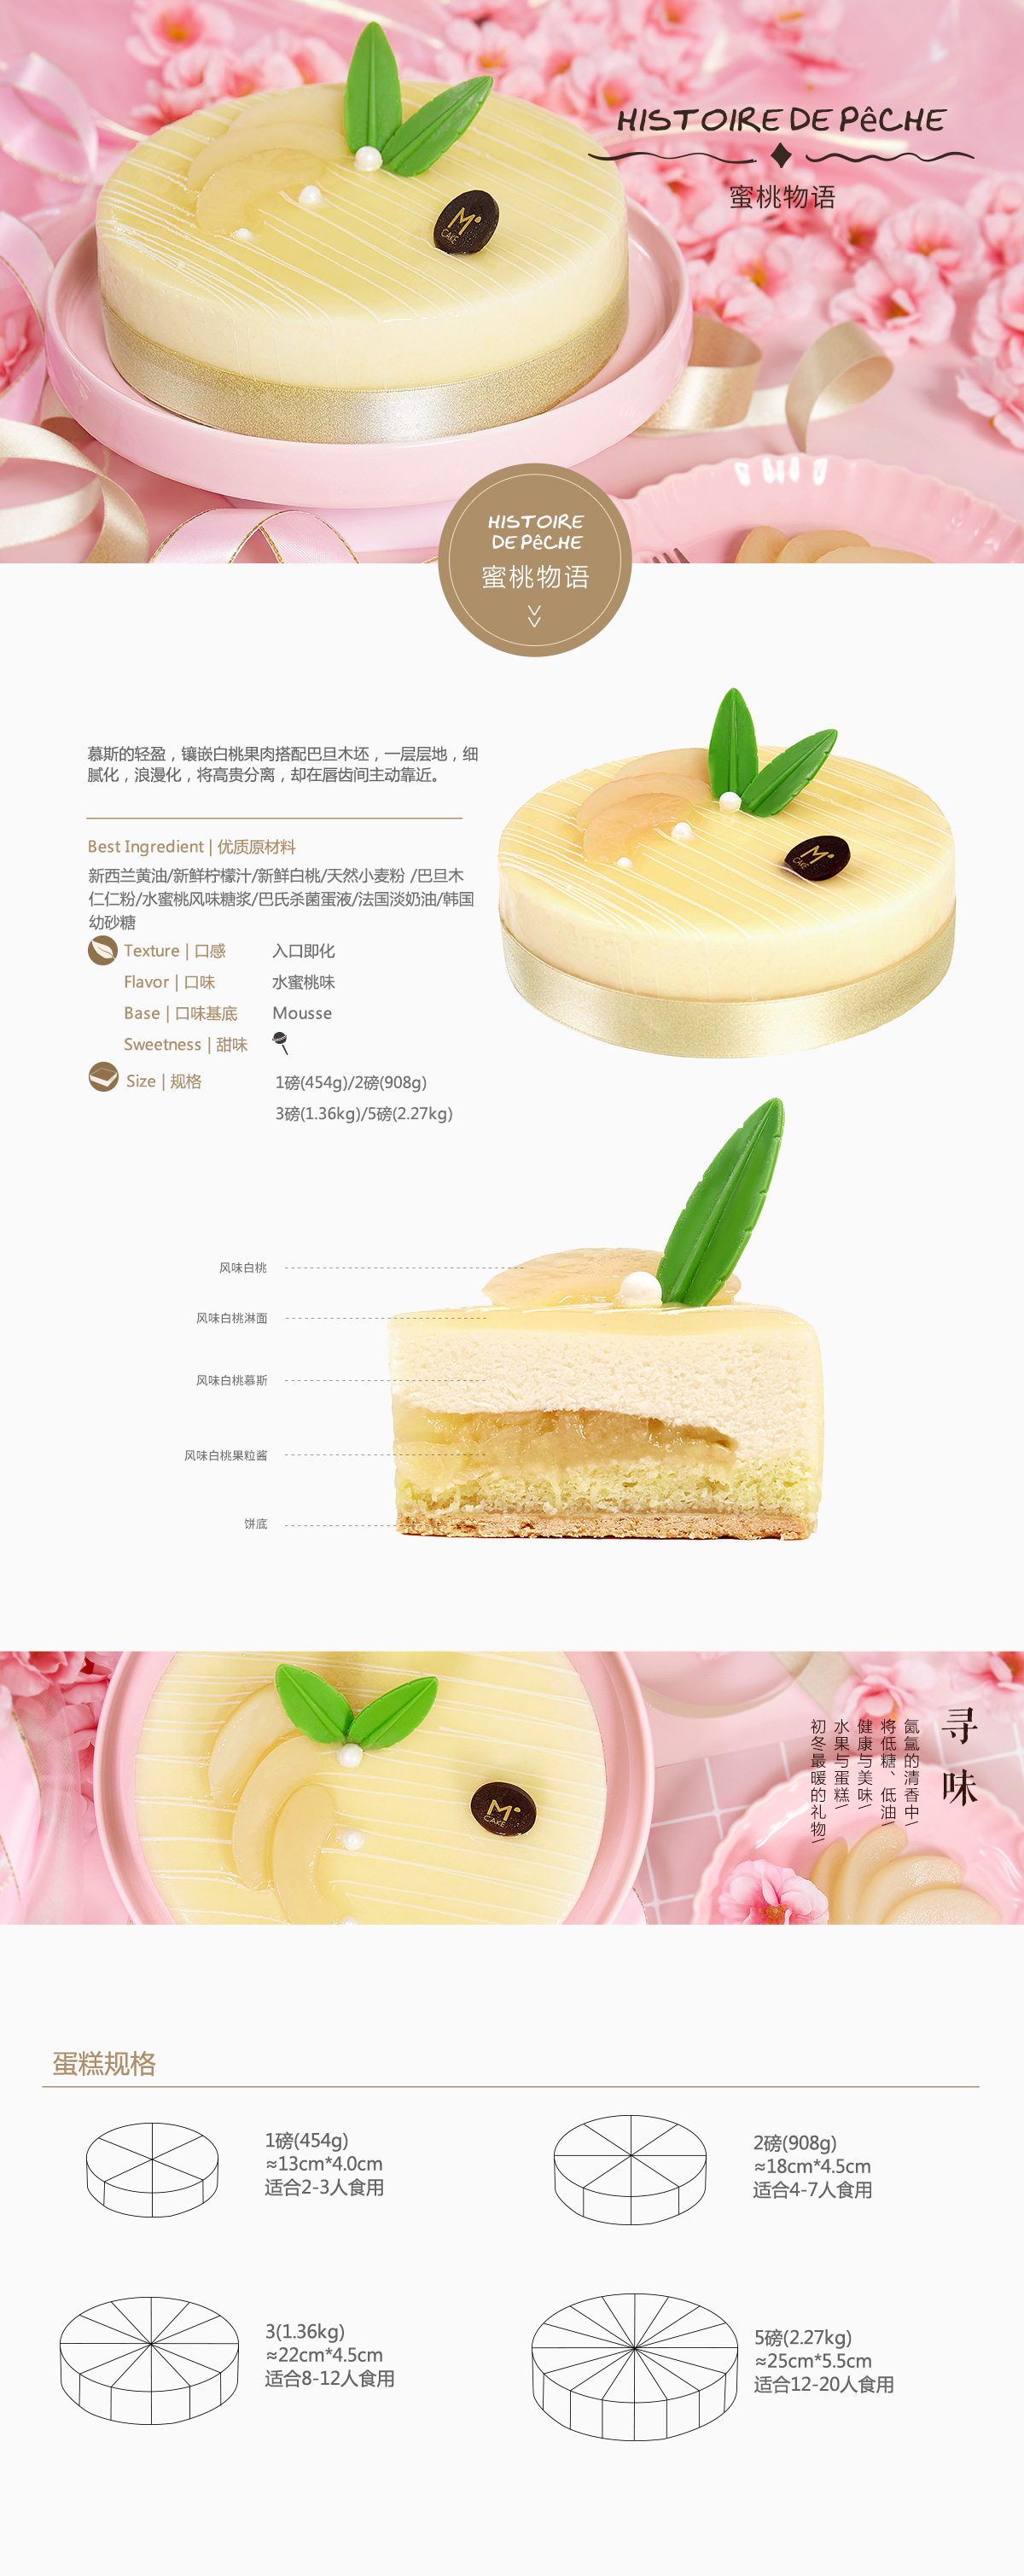 HISTOIRE DE PêCHE
蜜桃物语
M
CAKE
HISTOIRE
DE PêCHE
蜜桃物语
慕斯的轻盈，镶嵌白桃果肉搭配巴旦木坯，一层层地，细
腻化，浪漫化，将高贵分离，却在唇齿间主动靠近。
Best Ingredient | 优质原材料
新西兰黄油/新鲜柠檬汁/新鲜白桃/天然小麦粉 /巴旦木
仁仁粉/水蜜桃风味糖浆/巴氏杀菌蛋液/法国淡奶油/韩国
幼砂糖
Texture | 口感 入口即化
Flavor | 口味 水蜜桃味
Base | 口味基底 Mousse
Sweetness | 甜味
Size | 规格 1磅(454g)/2磅(908g)
3磅(1.36kg)/5磅(2.27kg)
M
CAKE
风味白桃
风味白桃淋面
风味白桃慕斯
风味白桃果粒酱
饼底
M
CAKE
寻味
氤氲的清香中/
将低糖、低油/
健康与美味/
水果与蛋糕/
初冬最暖的礼物/
蛋糕规格
1磅(454g)
≈13cm*4.0cm
适合2-3人食用
2磅(908g)
≈18cm*4.5cm
适合4-7人食用
3(1.36kg)
≈22cm*4.5cm
适合8-12人食用
5磅(2.27kg)
≈25cm*5.5cm
适合12-20人食用